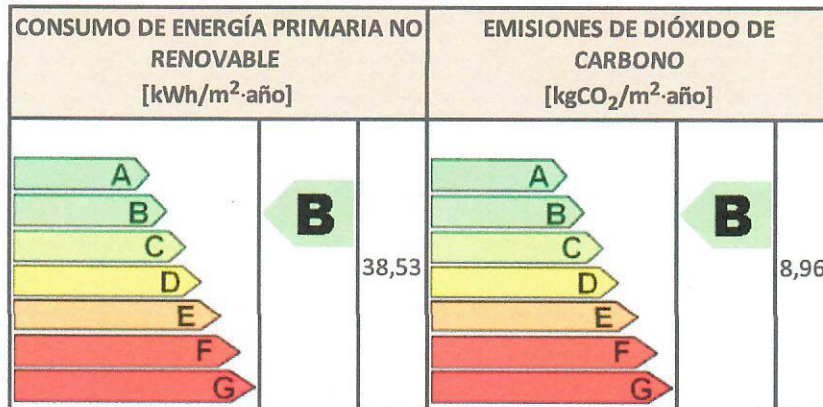 CONSUMO DE ENERGÍA PRIMARIA NO
RENOVABLE
[kWh/m²·año]
A
B
C
D
E
F
G
B
38,53
EMISIONES DE DIÓXIDO DE
CARBONO
[kgCO₂/m²·año]
A
B
C
D
E
F
G
B
8,96